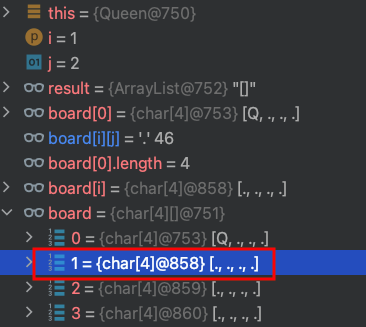 this = {Queen@750}
p i = 1
01 j = 2
result = {ArrayList@752} "[]"
board[0] = {char[4]@753} [Q, ., ., .]
board[i][j] = '.' 46
board[0].length = 4
board[i] = {char[4]@858} [., ., ., .]
board = {char[4][]@751}
0 = {char[4]@753} [Q, ., ., .]
1 = {char[4]@858} [., ., ., .]
2 = {char[4]@859} [., ., ., .]
3 = {char[4]@860} [., ., ., .]